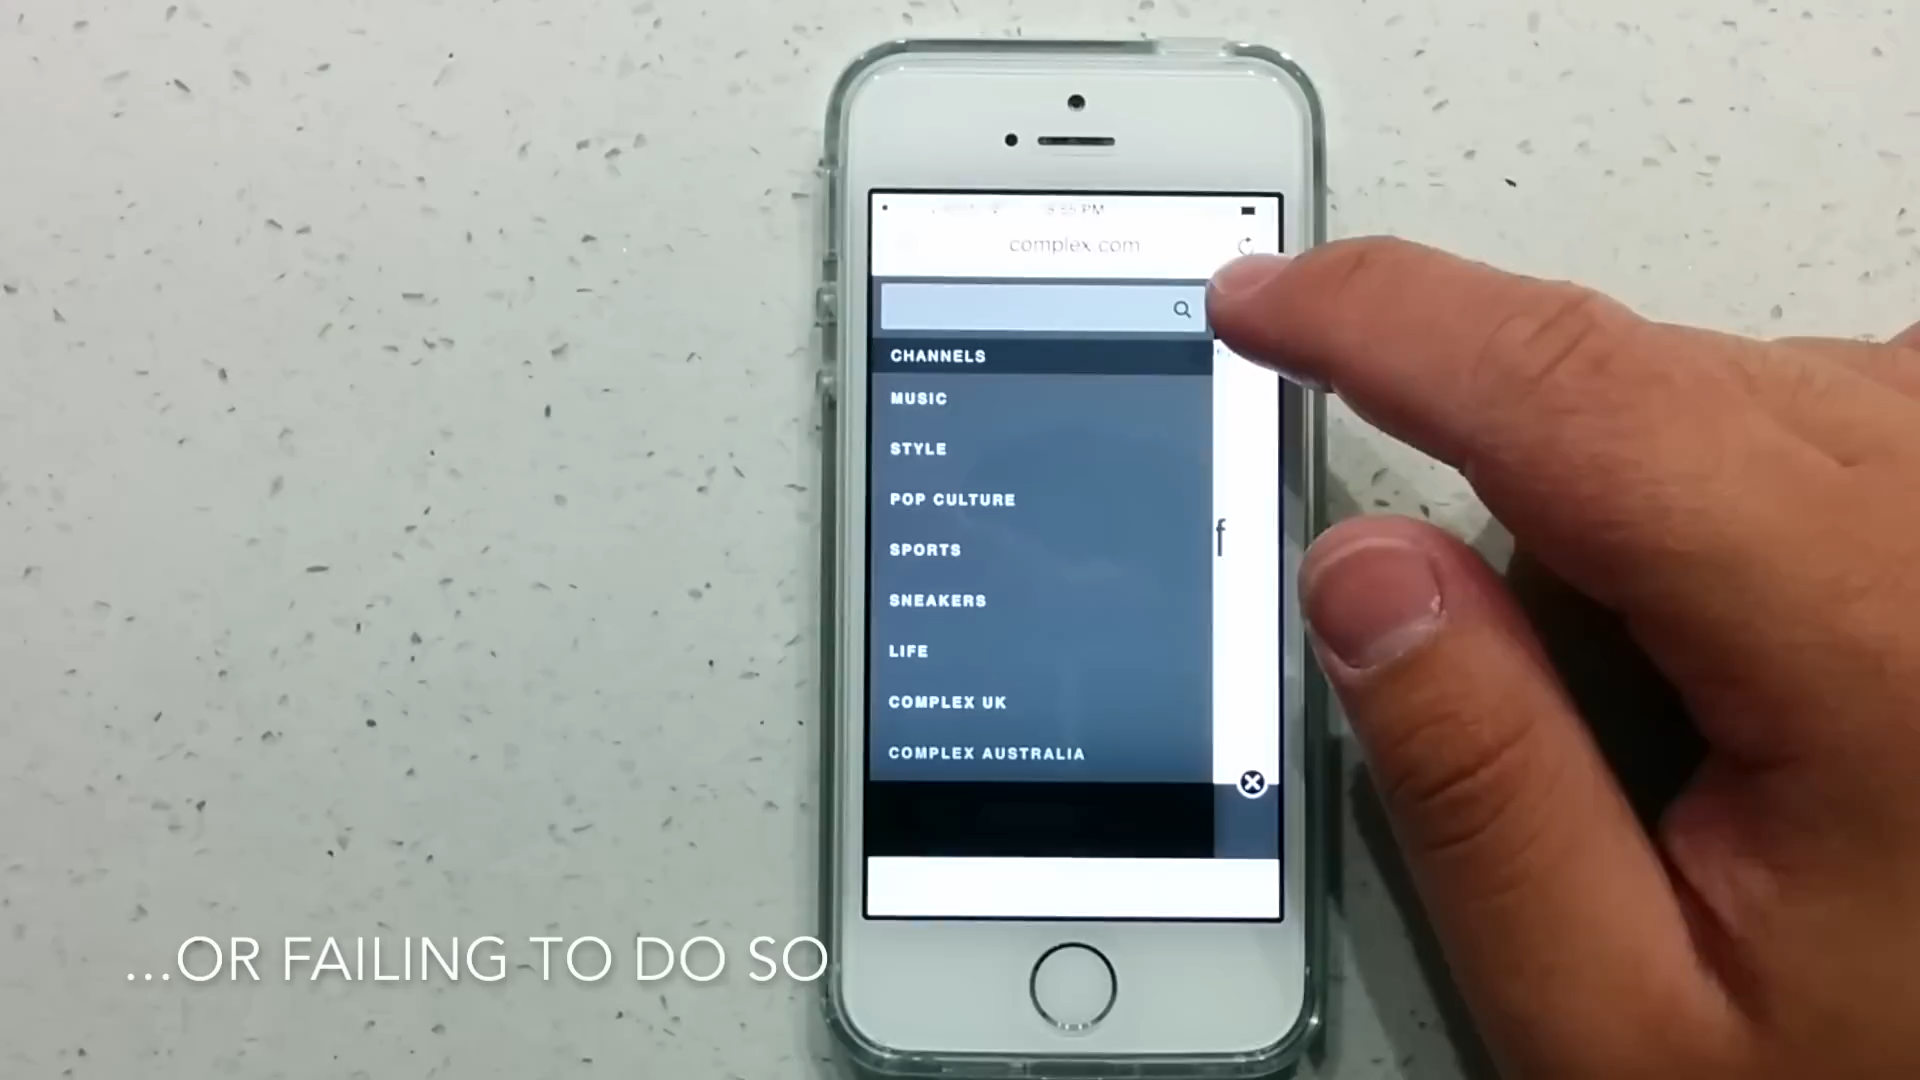 complex.com
CHANNELS
MUSIC
STYLE
POP CULTURE
SPORTS
f
SNEAKERS
LIFE
COMPLEX UK
COMPLEX AUSTRALIA
...OR FAILING TO DO SO